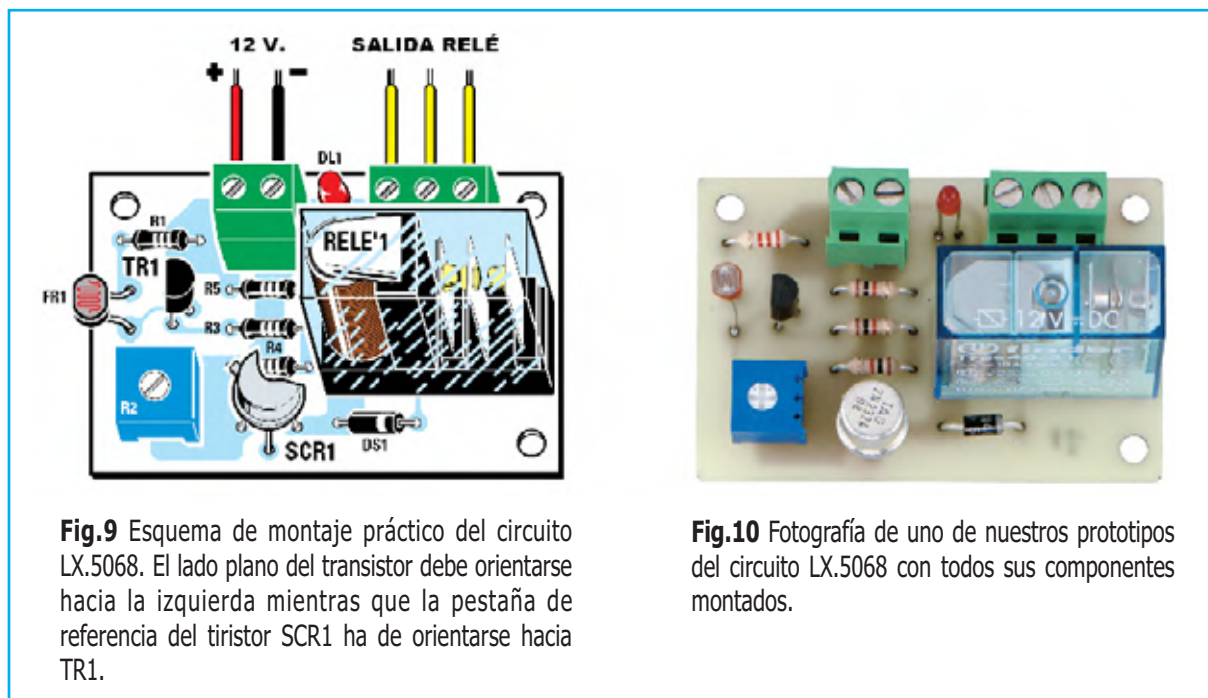 12 V.
SALIDA RELÉ
+
−
DL1
R1
RELE'1
TR1
FR1
R5
R3
R4
R2
SCR1
DS1
12 V DC
Fig.9 Esquema de montaje práctico del circuito
LX.5068. El lado plano del transistor debe orientarse
hacia la izquierda mientras que la pestaña de
referencia del tiristor SCR1 ha de orientarse hacia
TR1.
Fig.10 Fotografía de uno de nuestros prototipos
del circuito LX.5068 con todos sus componentes
montados.